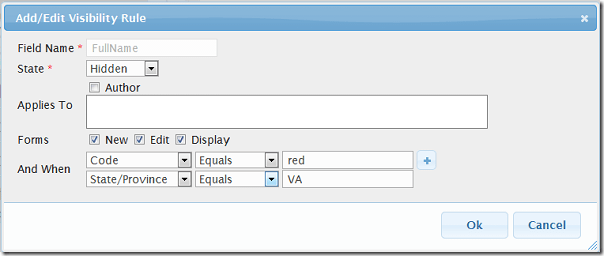 Add/Edit Visibility Rule
Field Name * FullName
State * Hidden
Author
Applies To
Forms New Edit Display
And When
Code Equals red
State/Province Equals VA
Ok Cancel